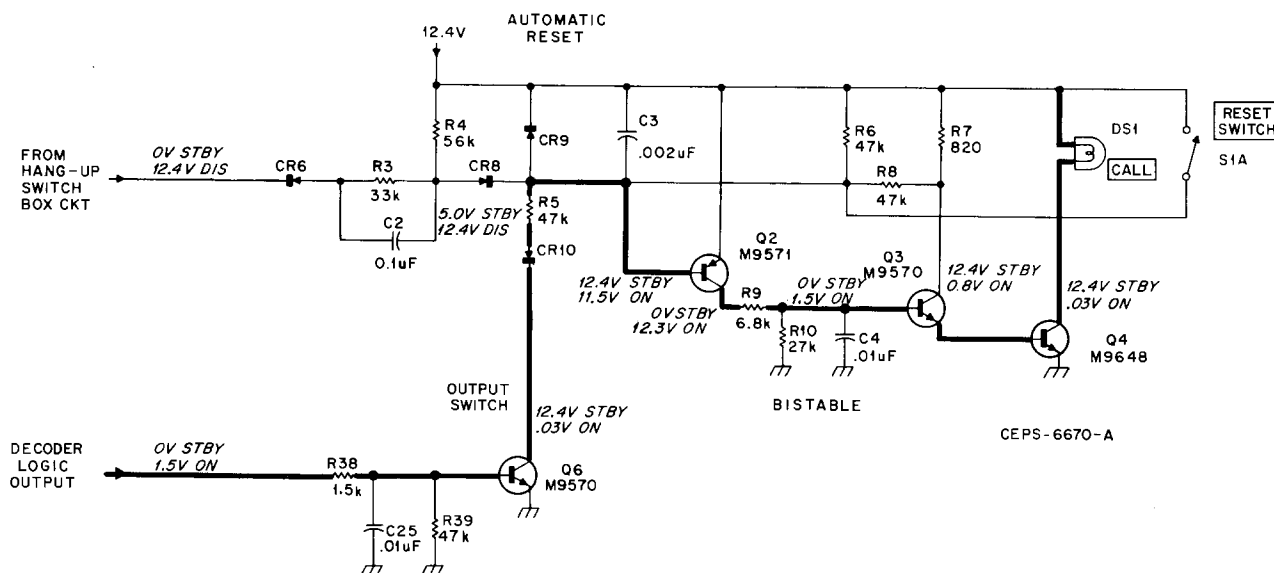 12.4V
AUTOMATIC
RESET
R4
56k
CR9
C3
.002uF
R6
47k
R7
820
DS1
CALL
RESET
SWITCH
S1A
FROM
HANG-UP
SWITCH
BOX CKT
0V STBY
12.4V DIS
CR6
R3
33k
CR8
R8
47k
C2
0.1uF
5.0V STBY
12.4V DIS
R5
47k
CR10
Q2
M9571
12.4V STBY
11.5V ON
0V STBY
12.3V ON
R9
6.8k
0V STBY
1.5V ON
Q3
M9570
12.4V STBY
0.8V ON
12.4V STBY
.03V ON
R10
27k
C4
.01uF
Q4
M9648
BISTABLE
CEPS-6670-A
OUTPUT
SWITCH
12.4V STBY
.03V ON
DECODER
LOGIC
OUTPUT
0V STBY
1.5V ON
R38
1.5k
Q6
M9570
C25
.01uF
R39
47k